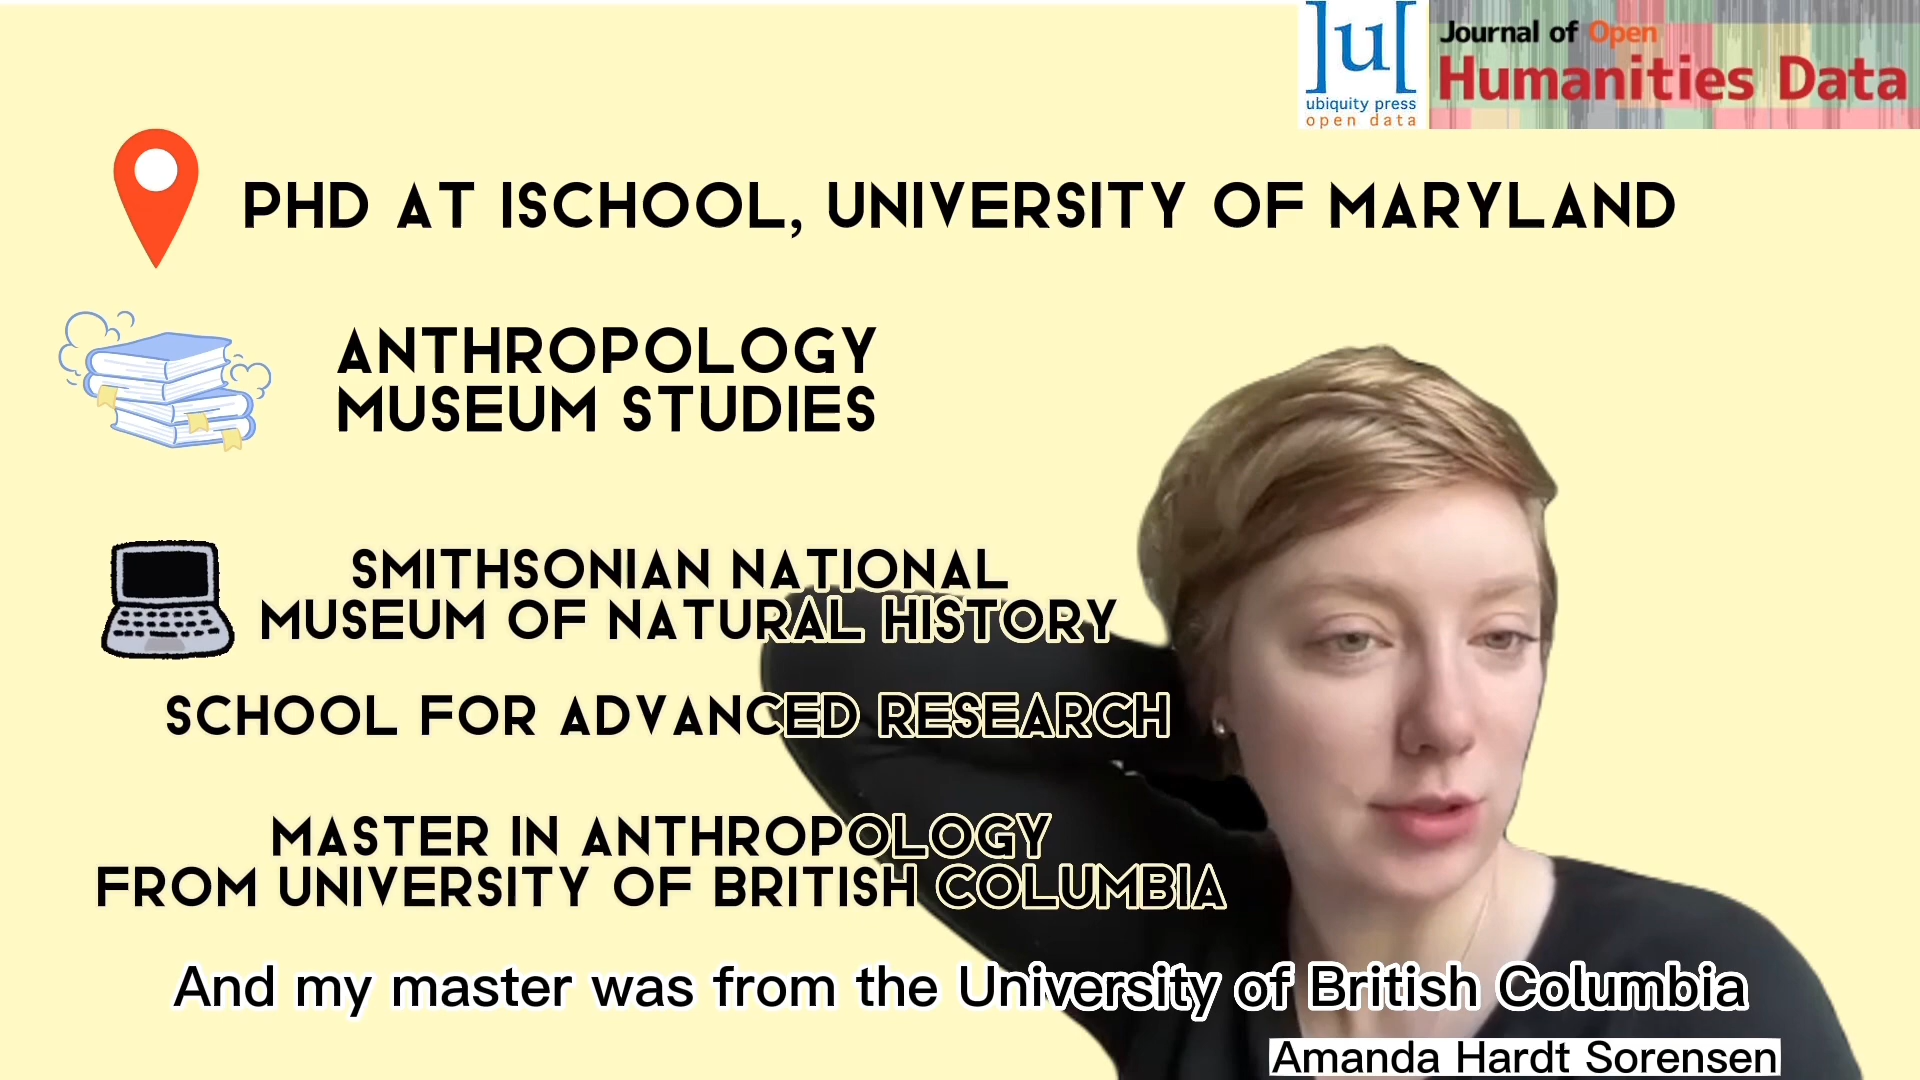 ]u[
ubiquity press
open data
Journal of Open
Humanities Data
PHD AT ISCHOOL, UNIVERSITY OF MARYLAND
ANTHROPOLOGY
MUSEUM STUDIES
SMITHSONIAN NATIONAL
MUSEUM OF NATURAL HISTORY
SCHOOL FOR ADVANCED RESEARCH
MASTER IN ANTHROPOLOGY
FROM UNIVERSITY OF BRITISH COLUMBIA
And my master was from the University of British Columbia
Amanda Hardt Sorensen